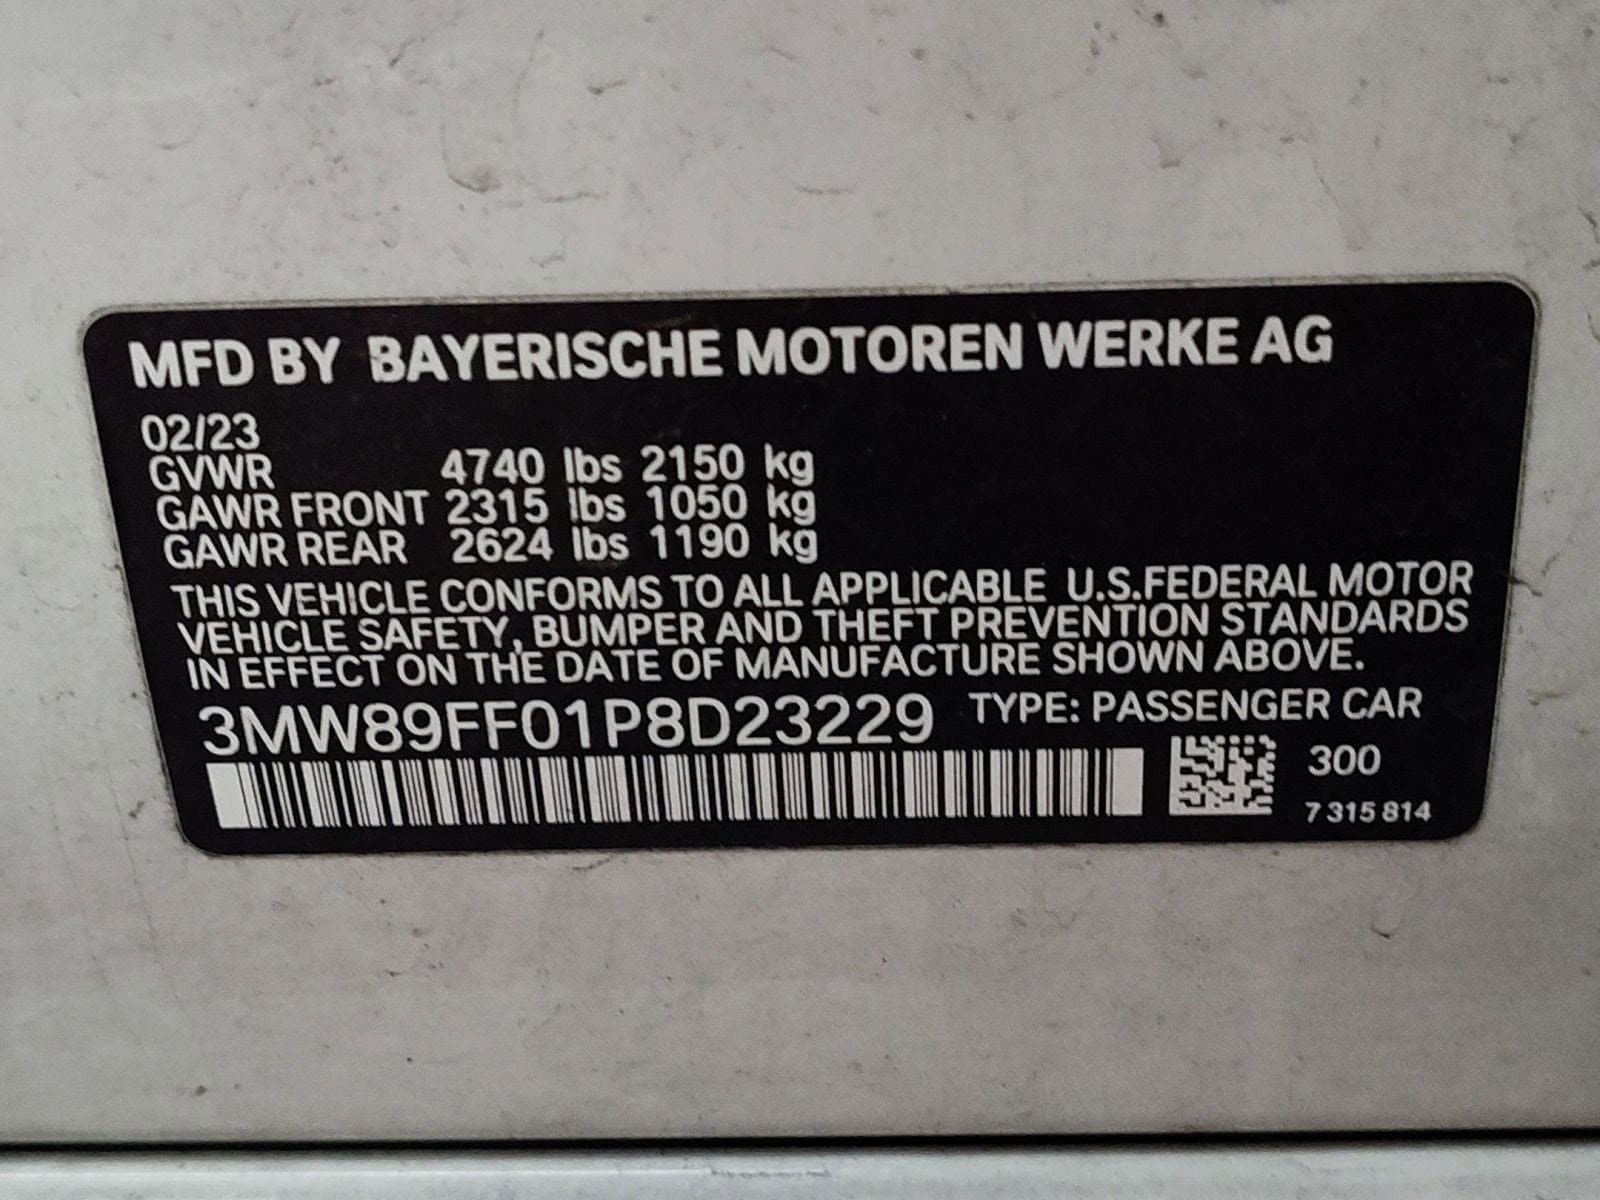 MFD BY BAYERISCHE MOTOREN WERKE AG
02/23
GVWR 4740 lbs 2150 kg
GAWR FRONT 2315 lbs 1050 kg
GAWR REAR 2624 lbs 1190 kg
THIS VEHICLE CONFORMS TO ALL APPLICABLE U.S.FEDERAL MOTOR
VEHICLE SAFETY, BUMPER AND THEFT PREVENTION STANDARDS
IN EFFECT ON THE DATE OF MANUFACTURE SHOWN ABOVE.
3MW89FF01P8D23229 TYPE: PASSENGER CAR
300
7 315 814